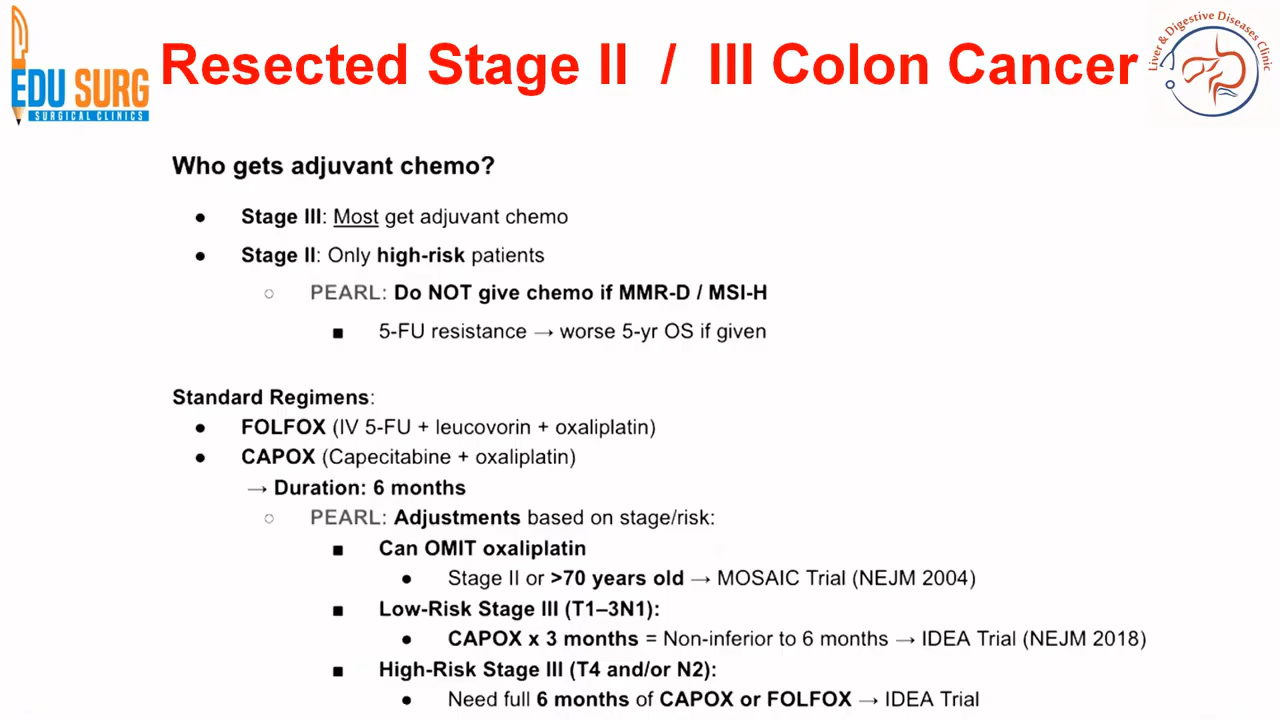 Resected Stage II / III Colon Cancer
EDU SURG
SURGICAL CLINICS
Liver & Digestive Diseases Clinic
Who gets adjuvant chemo?
● Stage III: Most get adjuvant chemo
● Stage II: Only high-risk patients
○ PEARL: Do NOT give chemo if MMR-D / MSI-H
■ 5-FU resistance → worse 5-yr OS if given
Standard Regimens:
● FOLFOX (IV 5-FU + leucovorin + oxaliplatin)
● CAPOX (Capecitabine + oxaliplatin)
→ Duration: 6 months
○ PEARL: Adjustments based on stage/risk:
■ Can OMIT oxaliplatin
● Stage II or >70 years old → MOSAIC Trial (NEJM 2004)
■ Low-Risk Stage III (T1–3N1):
● CAPOX x 3 months = Non-inferior to 6 months → IDEA Trial (NEJM 2018)
■ High-Risk Stage III (T4 and/or N2):
● Need full 6 months of CAPOX or FOLFOX → IDEA Trial